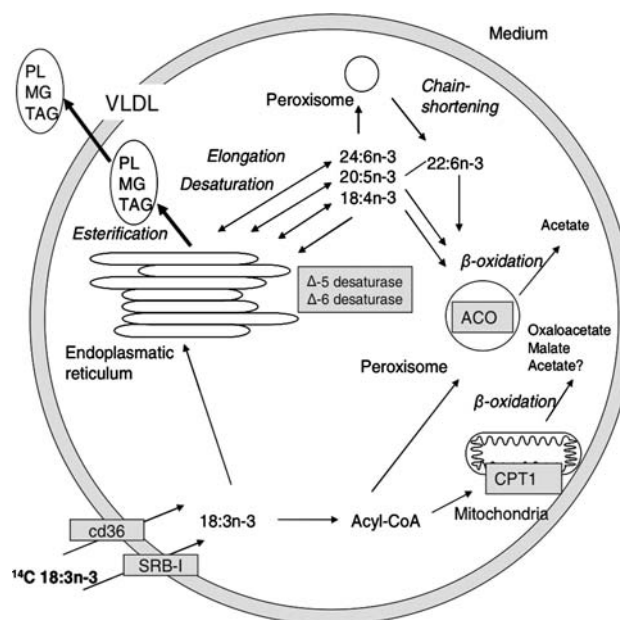 Medium
PL
MG
TAG
VLDL
Peroxisome
Chain-
shortening
PL
MG
TAG
Elongation
Desaturation
24:6n-3
20:5n-3
18:4n-3
22:6n-3
Esterification
Acetate
β-oxidation
Δ-5 desaturase
Δ-6 desaturase
ACO
Oxaloacetate
Malate
Acetate?
Endoplasmatic
reticulum
Peroxisome
β-oxidation
CPT1
Mitochondria
cd36
18:3n-3
Acyl-CoA
SRB-I
¹⁴C 18:3n-3